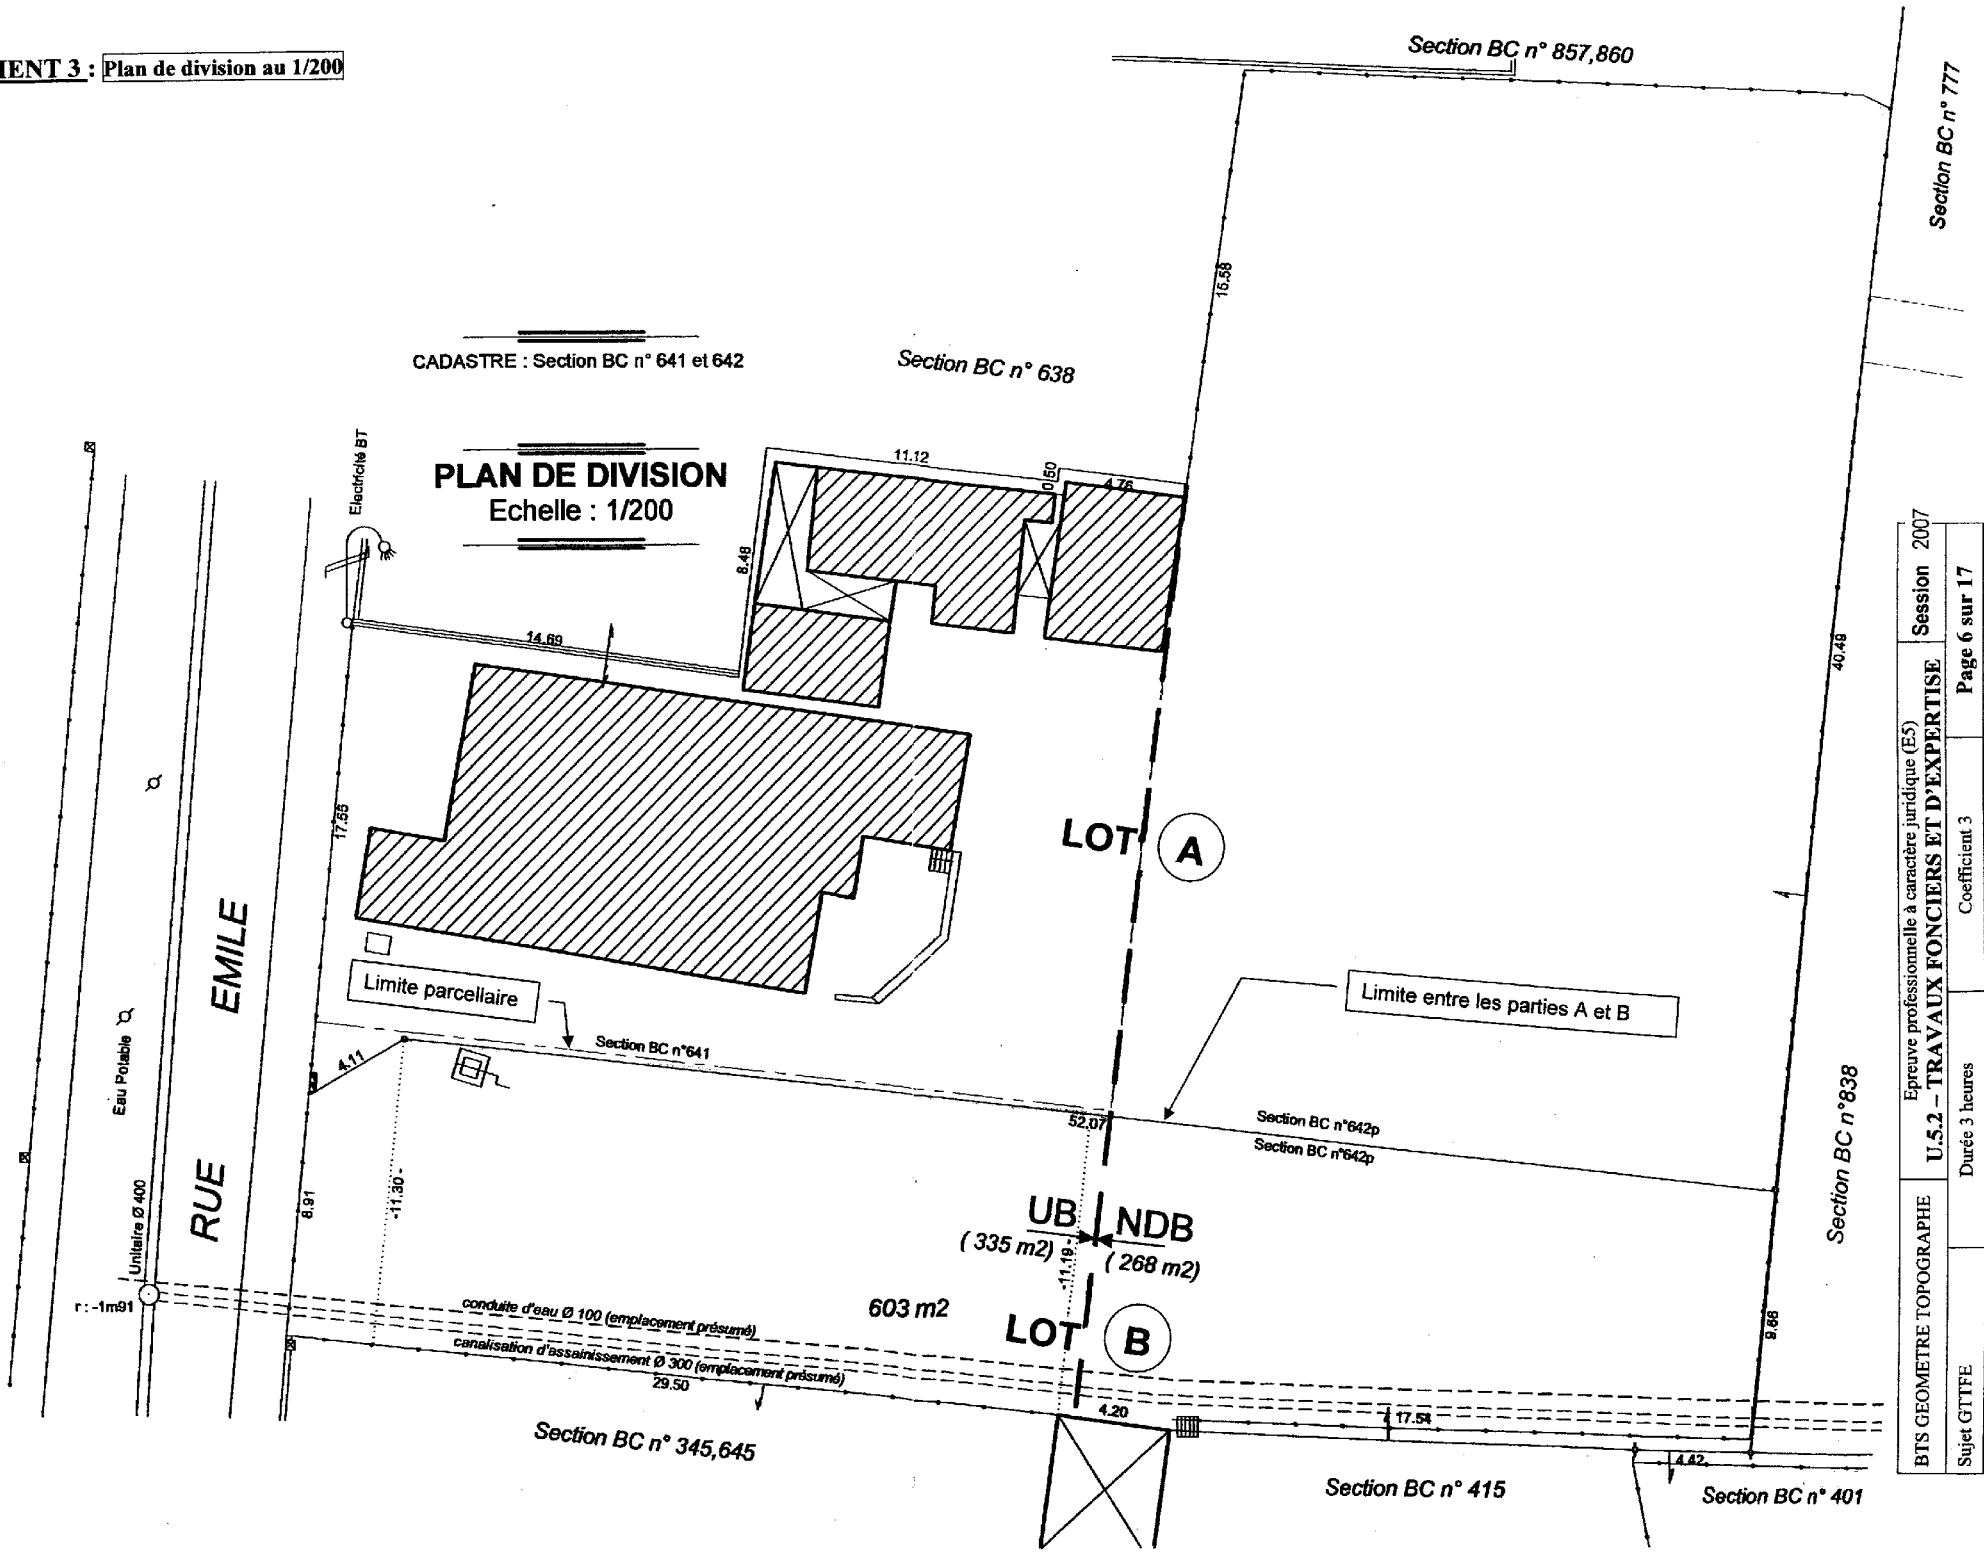 IENT 3 : Plan de division au 1/200
Section BC n° 857,860
Section BC n° 777
15.58
CADASTRE : Section BC n° 641 et 642
Section BC n° 638
Electricité BT
PLAN DE DIVISION
Echelle : 1/200
11.12
0.50
4.76
8.48
14.69
40.49
17.55
LOT A
EMILE
RUE
Limite parcellaire
Limite entre les parties A et B
Section BC n°641
4.11
Eau Potable
52.07
Section BC n°642p
Section BC n°642p
Section BC n°838
Unitaire Ø 400
8.91
-11.30-
UB
NDB
( 335 m2)
( 268 m2)
-11.19-
r : -1m91
603 m2
conduite d'eau Ø 100 (emplacement présumé)
LOT B
canalisation d'assainissement Ø 300 (emplacement présumé)
9.66
29.50
4.20
17.54
4.42
Section BC n° 345,645
Section BC n° 415
Section BC n° 401
BTS GEOMETRE TOPOGRAPHE
Epreuve professionnelle à caractère juridique (E5)
U.5.2 – TRAVAUX FONCIERS ET D'EXPERTISE
Session 2007
Sujet GTTFE
Durée 3 heures
Coefficient 3
Page 6 sur 17